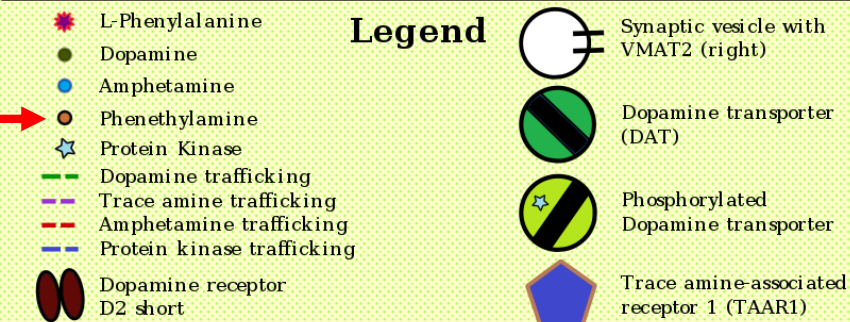 Legend
L-Phenylalanine
Dopamine
Amphetamine
Phenethylamine
Protein Kinase
Dopamine trafficking
Trace amine trafficking
Amphetamine trafficking
Protein kinase trafficking
Dopamine receptor
D2 short
Synaptic vesicle with
VMAT2 (right)
Dopamine transporter
(DAT)
Phosphorylated
Dopamine transporter
Trace amine-associated
receptor 1 (TAAR1)